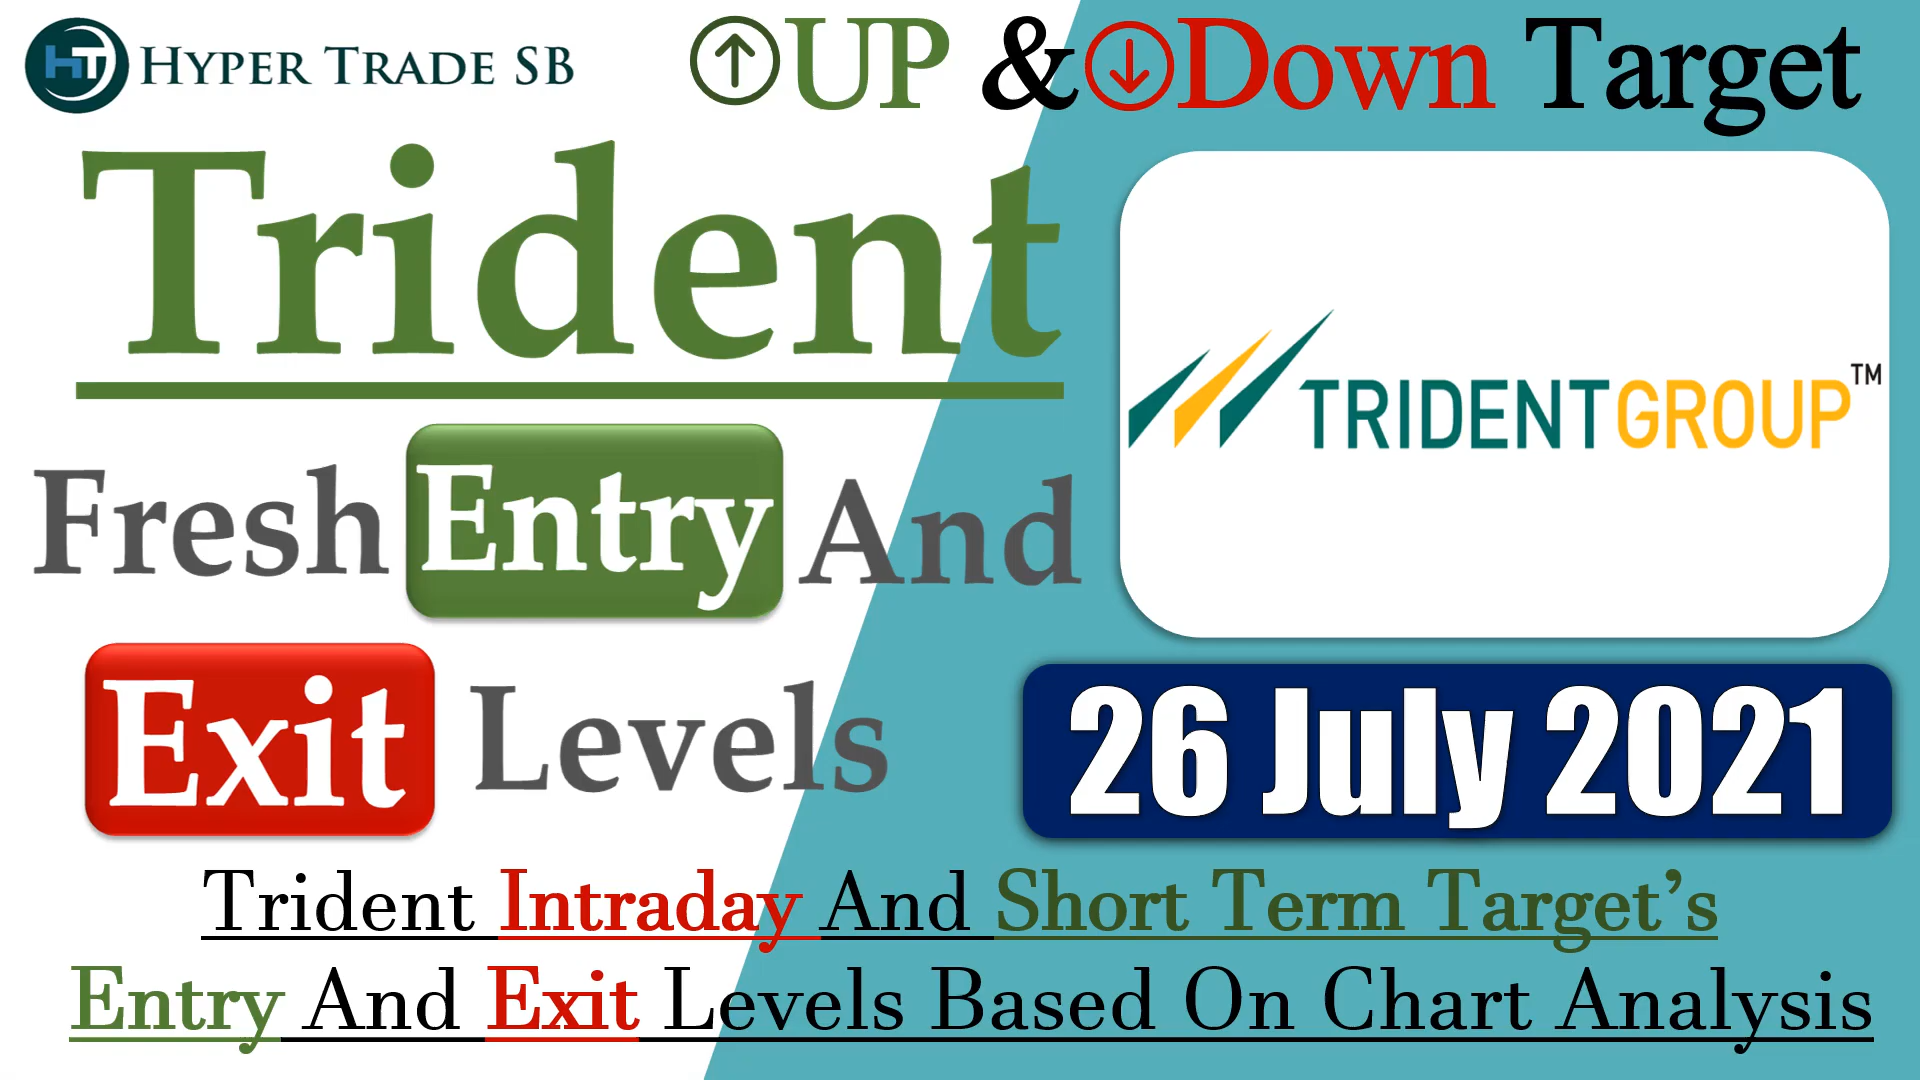 HT HYPER TRADE SB
UP & Down Target
Trident
TRIDENTGROUP™
Fresh Entry And
Exit Levels
26 July 2021
Trident Intraday And Short Term Target’s
Entry And Exit Levels Based On Chart Analysis